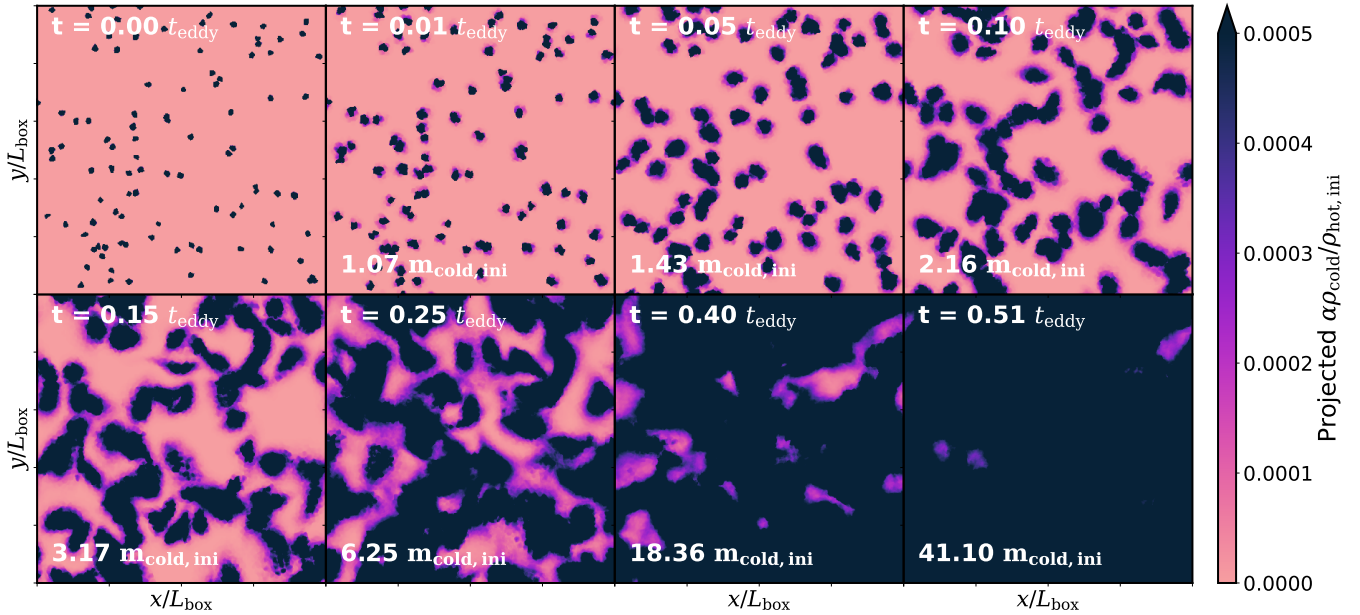 t = 0.00 t_eddy
t = 0.01 t_eddy
t = 0.05 t_eddy
t = 0.10 t_eddy
1.07 m_cold,ini
1.43 m_cold,ini
2.16 m_cold,ini
y/L_box
t = 0.15 t_eddy
t = 0.25 t_eddy
t = 0.40 t_eddy
t = 0.51 t_eddy
3.17 m_cold,ini
6.25 m_cold,ini
18.36 m_cold,ini
41.10 m_cold,ini
y/L_box
x/L_box
x/L_box
x/L_box
0.0005
0.0004
0.0003
0.0002
0.0001
0.0000
Projected αρ_cold/ρ_hot,ini